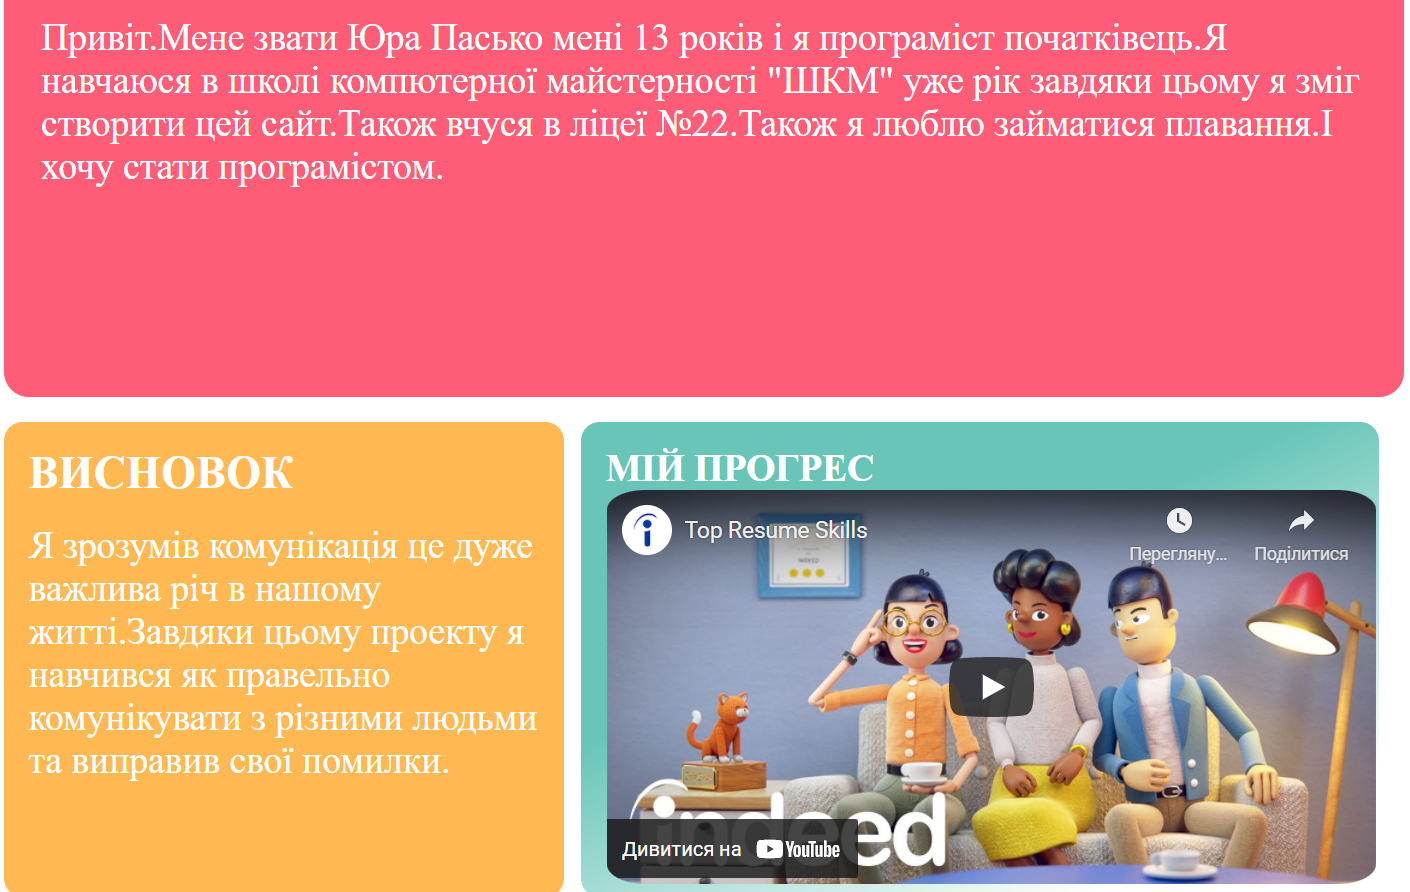 Привіт.Мене звати Юра Пасько мені 13 років і я програміст початківець.Я
навчаюся в школі компютерної майстерності "ШКМ" уже рік завдяки цьому я зміг
створити цей сайт.Також вчуся в ліцеї №22.Також я люблю займатися плавання.І
хочу стати програмістом.
ВИСНОВОК
Я зрозумів комунікація це дуже
важлива річ в нашому
житті.Завдяки цьому проекту я
навчився як правельно
комунікувати з різними людьми
та виправив свої помилки.
МІЙ ПРОГРЕС
Top Resume Skills
Перегляну...
Поділитися
indeed
Дивитися на YouTube